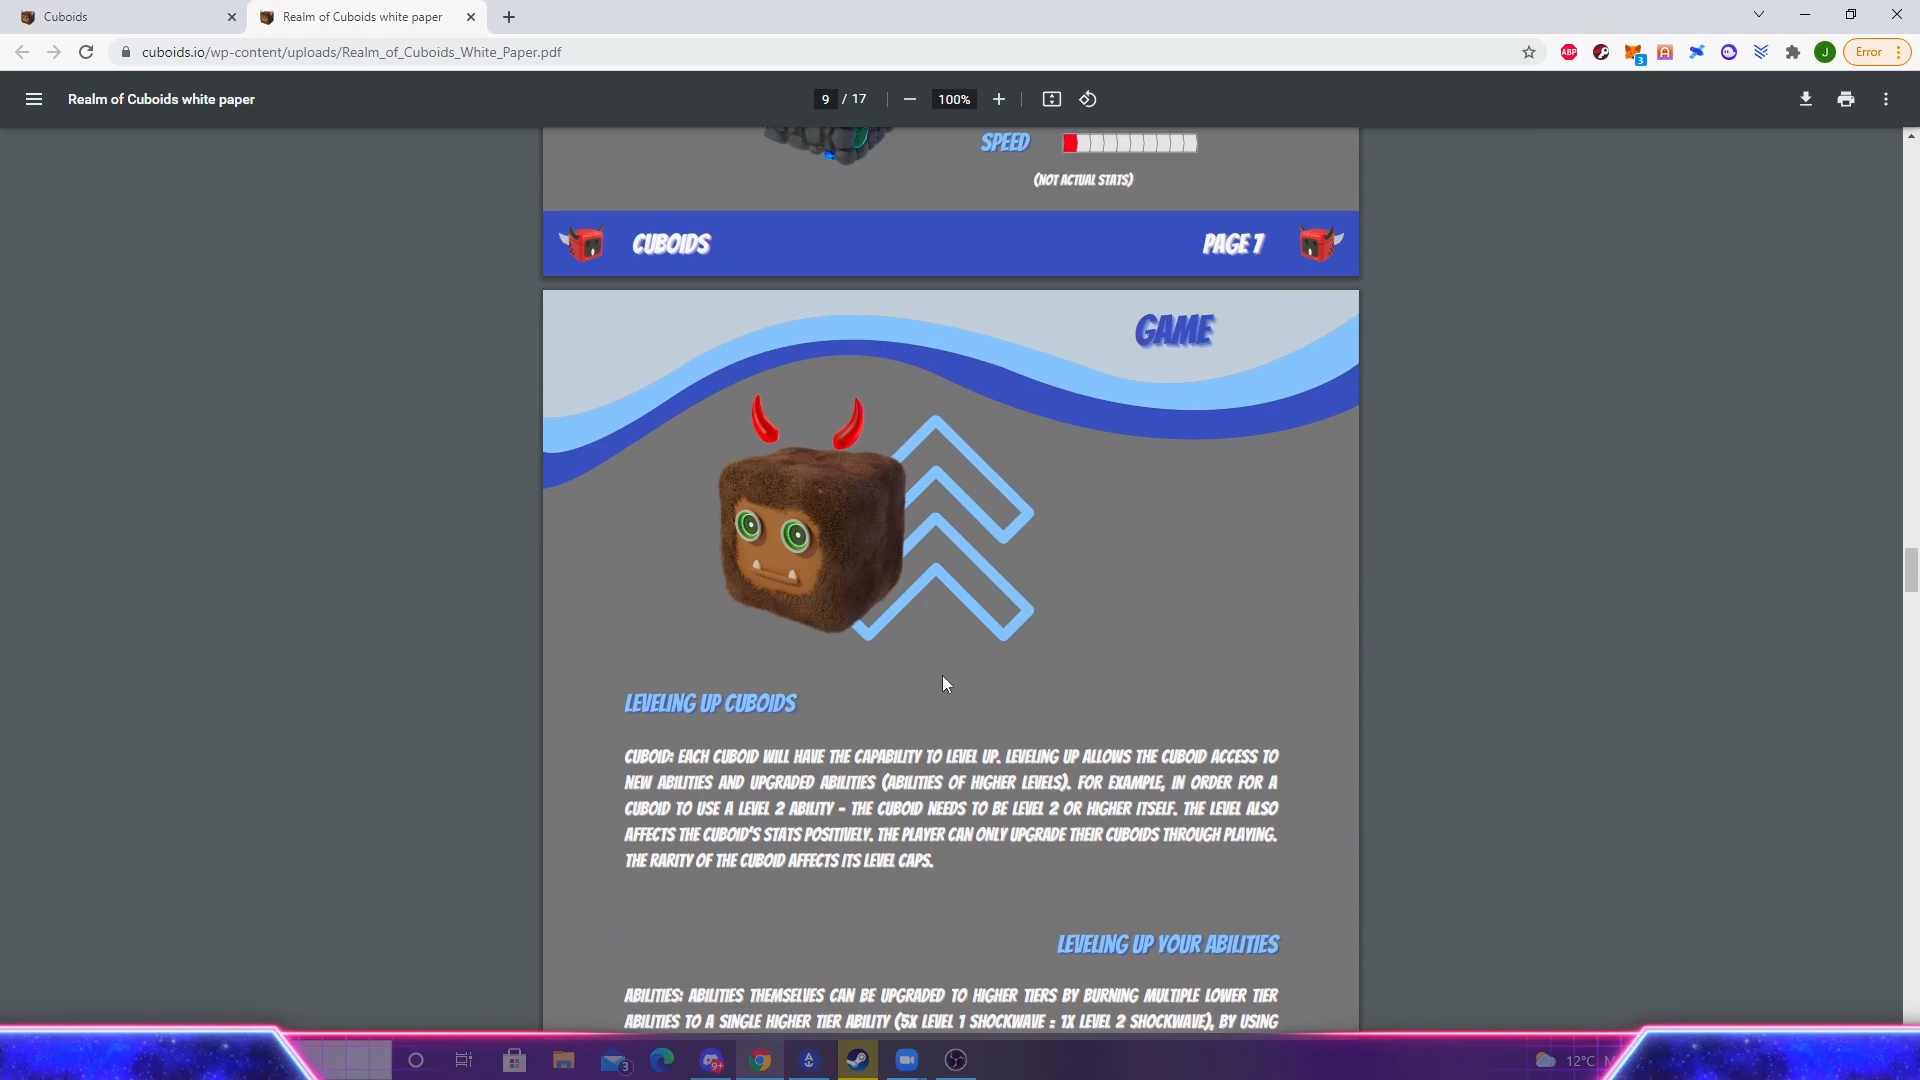 Cuboids
Realm of Cuboids white paper
cuboids.io/wp-content/uploads/Realm_of_Cuboids_White_Paper.pdf
ABP
3
J
Error
Realm of Cuboids white paper
9 / 17
100%
SPEED
(NOT ACTUAL STATS)
CUBOIDS
PAGE 7
GAME
LEVELING UP CUBOIDS
CUBOID: EACH CUBOID WILL HAVE THE CAPABILITY TO LEVEL UP. LEVELING UP ALLOWS THE CUBOID ACCESS TO
NEW ABILITIES AND UPGRADED ABILITIES (ABILITIES OF HIGHER LEVELS). FOR EXAMPLE, IN ORDER FOR A
CUBOID TO USE A LEVEL 2 ABILITY - THE CUBOID NEEDS TO BE LEVEL 2 OR HIGHER ITSELF. THE LEVEL ALSO
AFFECTS THE CUBOID'S STATS POSITIVELY. THE PLAYER CAN ONLY UPGRADE THEIR CUBOIDS THROUGH PLAYING.
THE RARITY OF THE CUBOID AFFECTS ITS LEVEL CAPS.
LEVELING UP YOUR ABILITIES
ABILITIES: ABILITIES THEMSELVES CAN BE UPGRADED TO HIGHER TIERS BY BURNING MULTIPLE LOWER TIER
ABILITIES TO A SINGLE HIGHER TIER ABILITY (5X LEVEL 1 SHOCKWAVE = 1X LEVEL 2 SHOCKWAVE), BY USING
3
9+
12°C